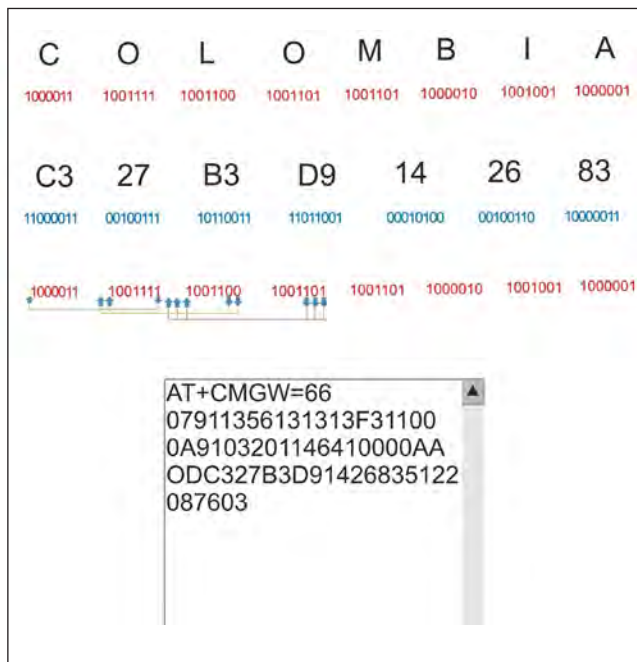 C O L O M B I A
1000011 1001111 1001100 1001101 1001101 1000010 1001001 1000001
C3 27 B3 D9 14 26 83
11000011 00100111 10110011 11011001 00010100 00100110 10000011
1000011 1001111 1001100 1001101 1001101 1000010 1001001 1000001
AT+CMGW=66
07911356131313F31100
0A9103201146410000AA
ODC327B3D91426835122
087603